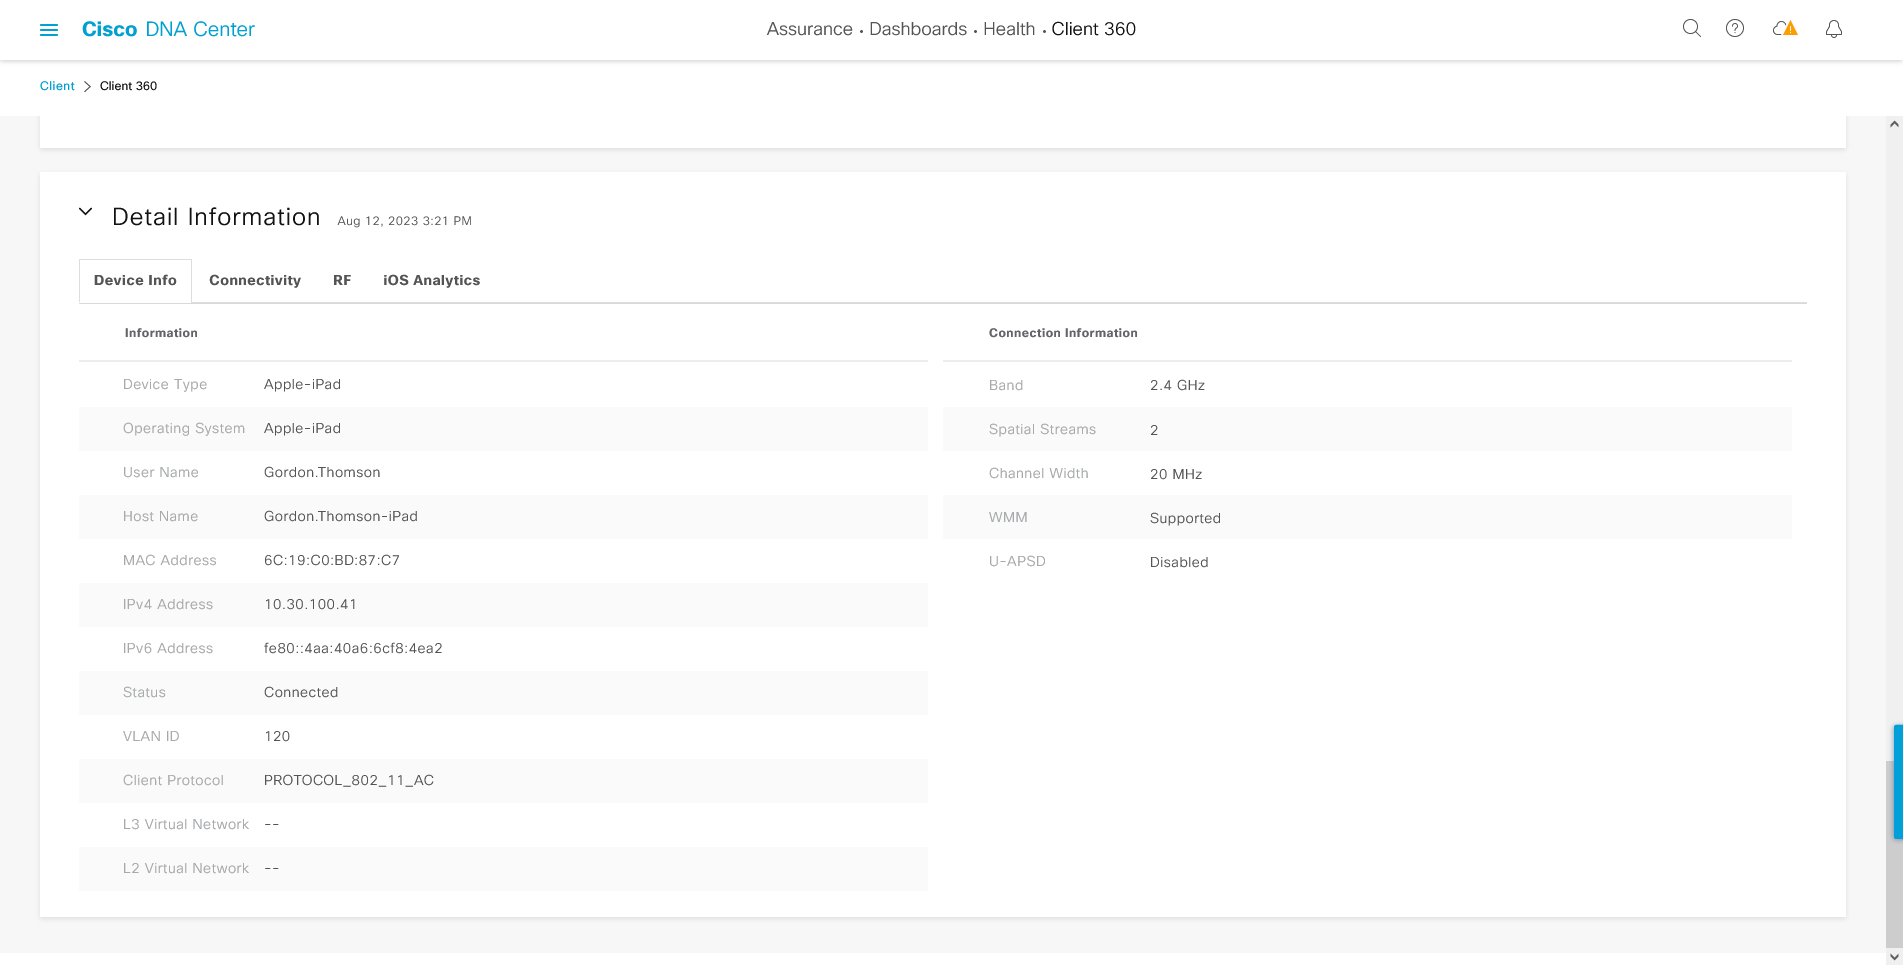 Cisco DNA Center
Assurance • Dashboards • Health • Client 360
Client > Client 360
Detail Information Aug 12, 2023 3:21 PM
Device Info Connectivity RF iOS Analytics
Information
Device Type Apple-iPad
Operating System Apple-iPad
User Name Gordon.Thomson
Host Name Gordon.Thomson-iPad
MAC Address 6C:19:C0:BD:87:C7
IPv4 Address 10.30.100.41
IPv6 Address fe80::4aa:40a6:6cf8:4ea2
Status Connected
VLAN ID 120
Client Protocol PROTOCOL_802_11_AC
L3 Virtual Network --
L2 Virtual Network --
Connection Information
Band 2.4 GHz
Spatial Streams 2
Channel Width 20 MHz
WMM Supported
U-APSD Disabled